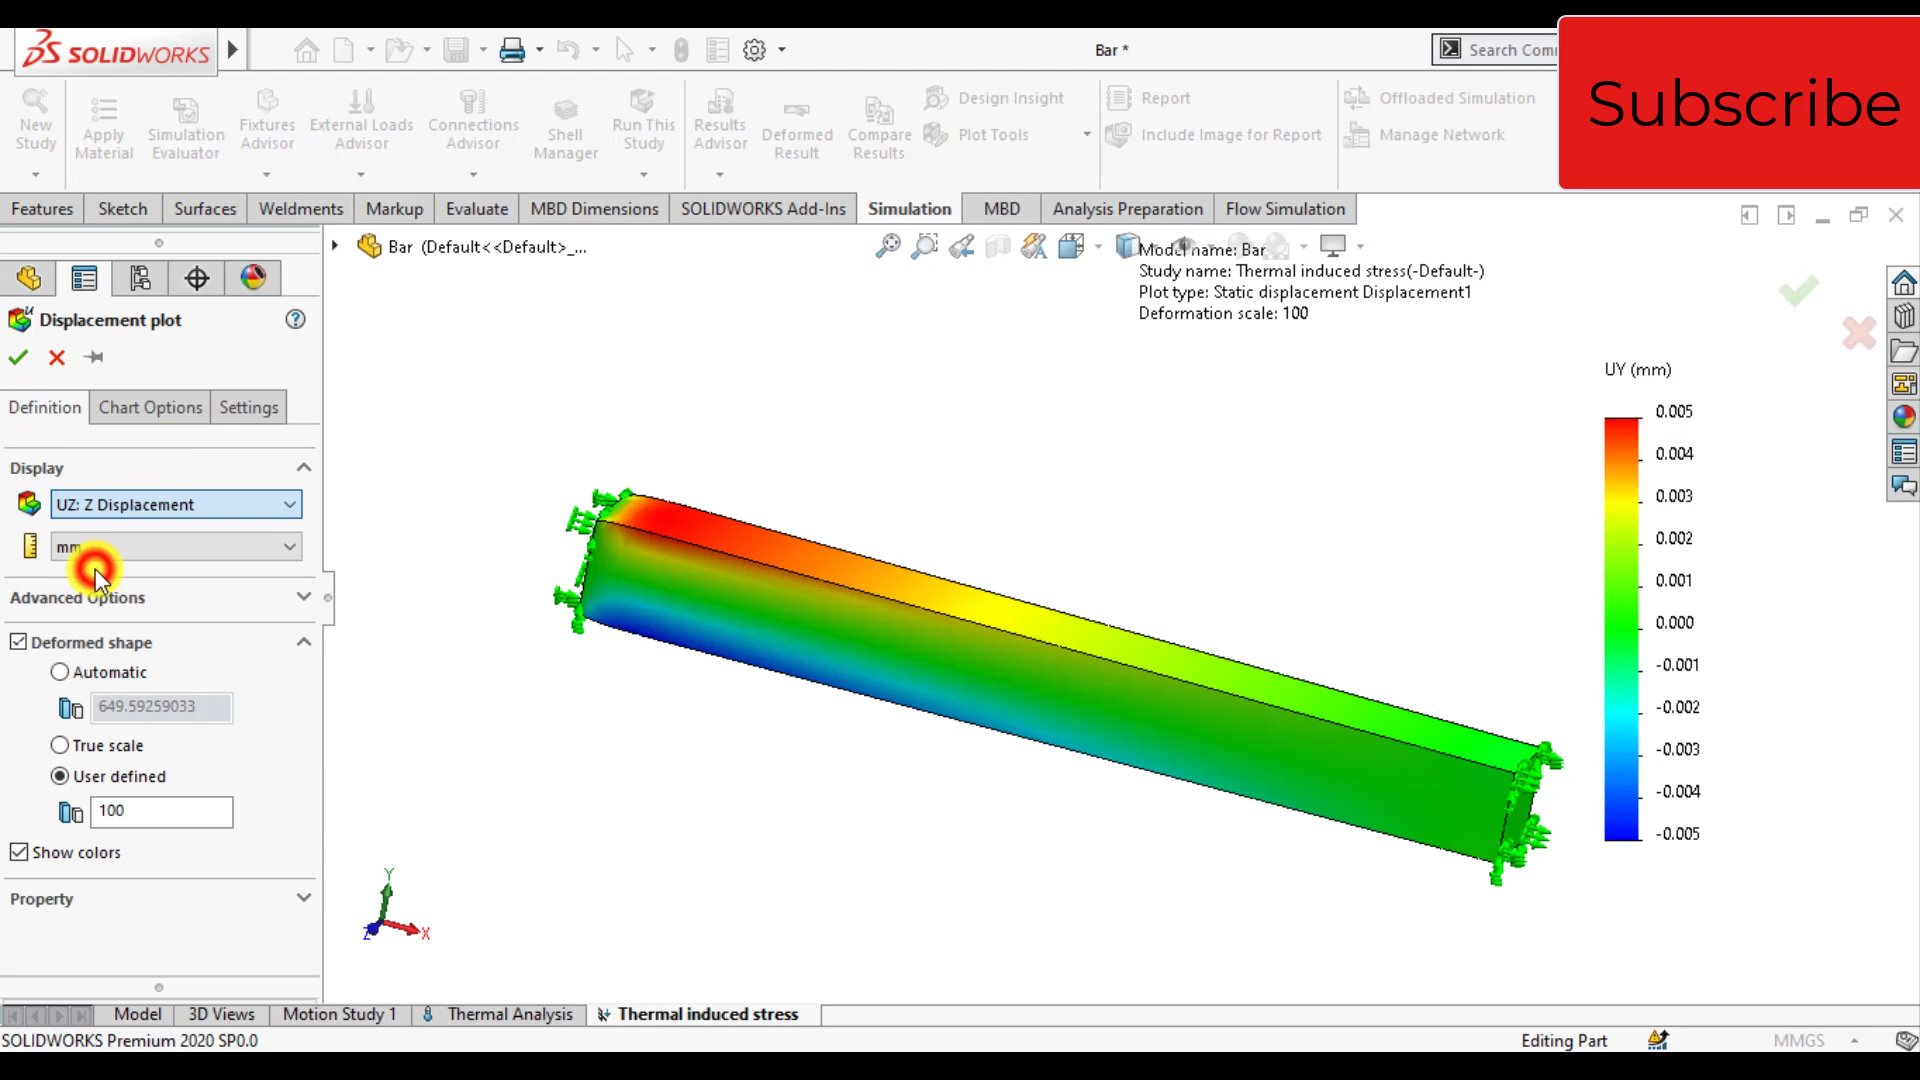 SOLIDWORKS
Bar *
Search Com
Subscribe
New Study
Apply Material
Simulation Evaluator
Fixtures Advisor
External Loads Advisor
Connections Advisor
Shell Manager
Run This Study
Results Advisor
Deformed Result
Compare Results
Design Insight
Plot Tools
Report
Include Image for Report
Offloaded Simulation
Manage Network
Features Sketch Surfaces Weldments Markup Evaluate MBD Dimensions SOLIDWORKS Add-Ins Simulation MBD Analysis Preparation Flow Simulation
Bar (Default<<Default>_...
Model name: Bar
Study name: Thermal induced stress(-Default-)
Plot type: Static displacement Displacement1
Deformation scale: 100
Displacement plot
Definition Chart Options Settings
Display
UZ: Z Displacement
mm
Advanced Options
Deformed shape
Automatic
649.59259033
True scale
User defined
100
Show colors
Property
UY (mm)
0.005
0.004
0.003
0.002
0.001
0.000
-0.001
-0.002
-0.003
-0.004
-0.005
Y
Z
X
Model 3D Views Motion Study 1 Thermal Analysis Thermal induced stress
SOLIDWORKS Premium 2020 SP0.0
Editing Part
MMGS